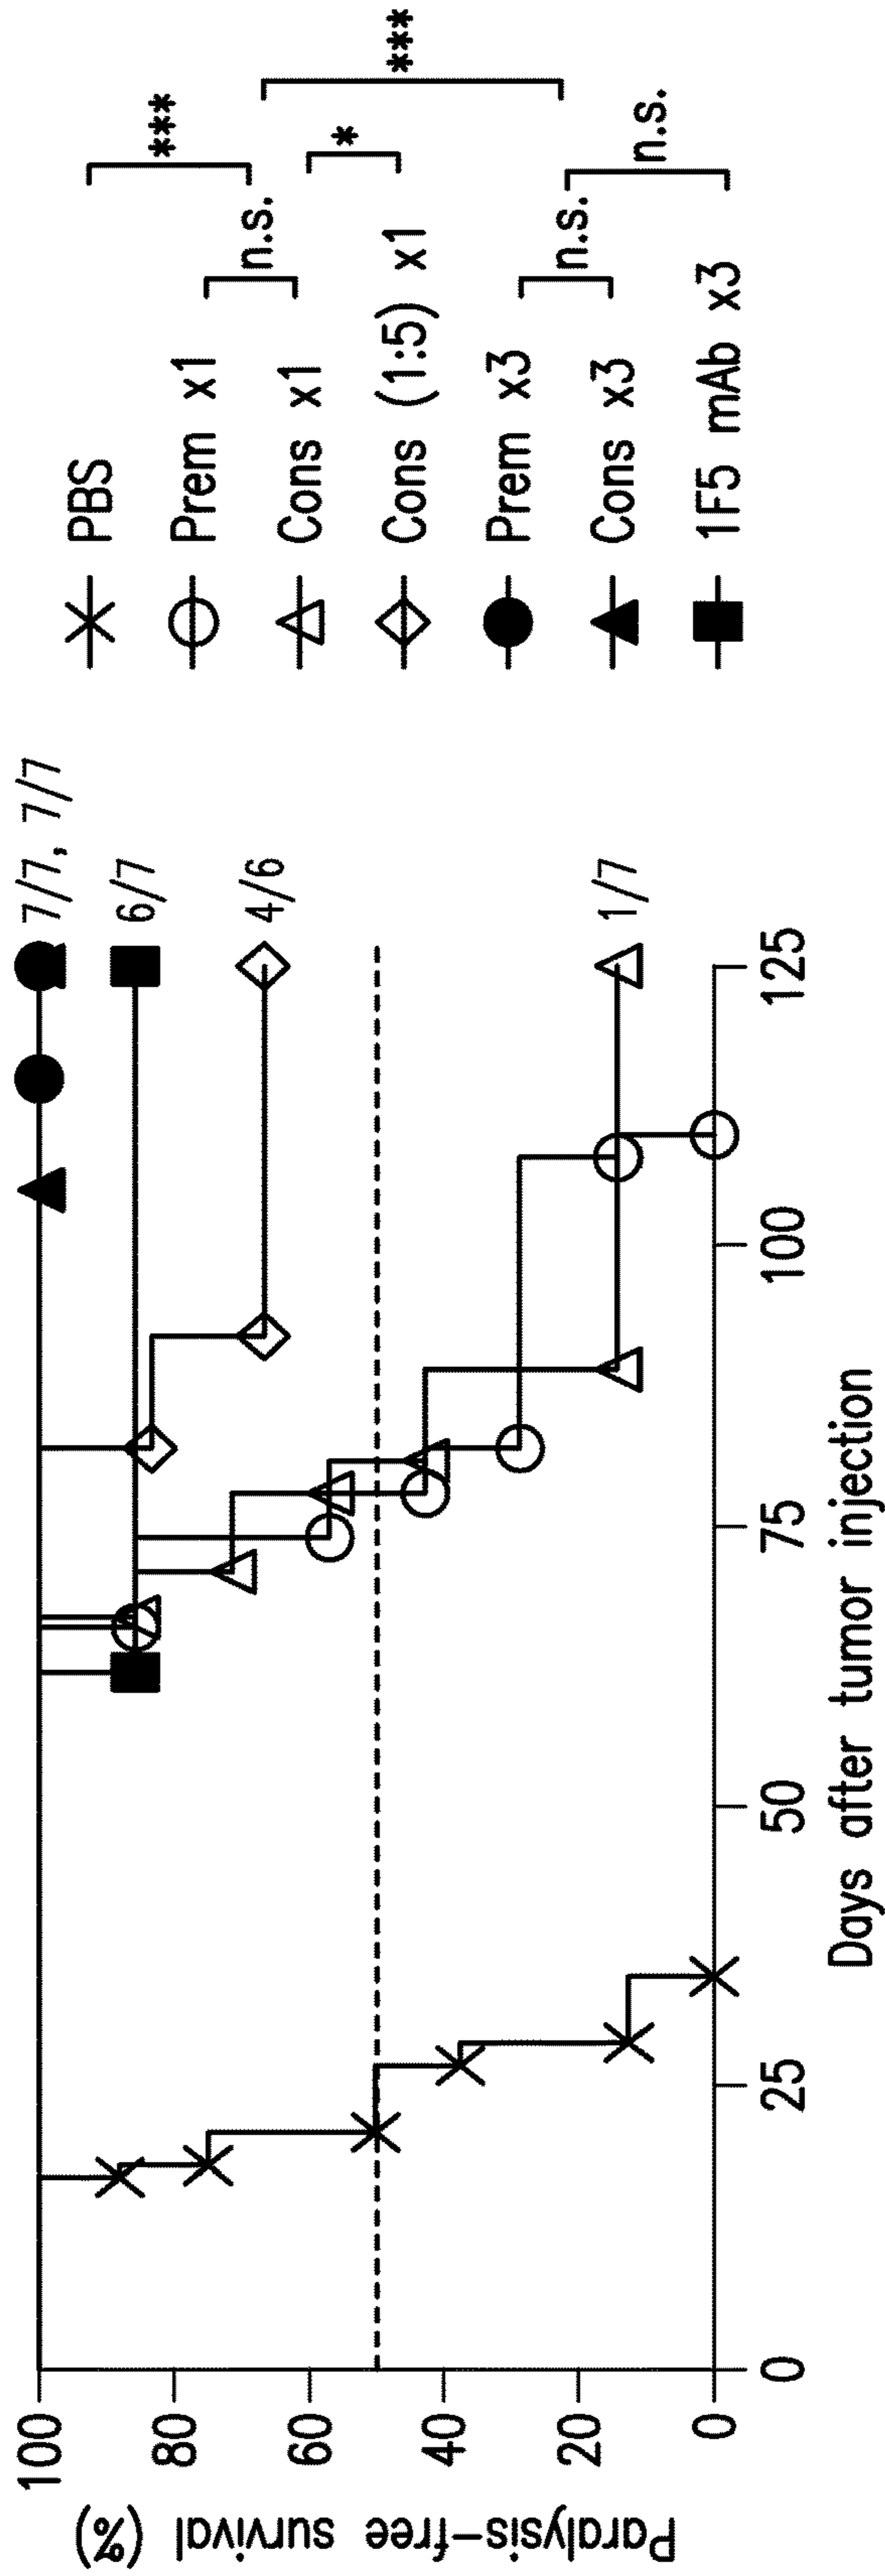 Paralysis-free survival (%)
100
80
60
40
20
0
0
25
50
75
100
125
Days after tumor injection
7/7, 7/7
6/7
4/6
1/7
PBS
Prem x1
Cons x1
Cons (1:5) x1
Prem x3
Cons x3
1F5 mAb x3
***
n.s.
*
***
n.s.
n.s.